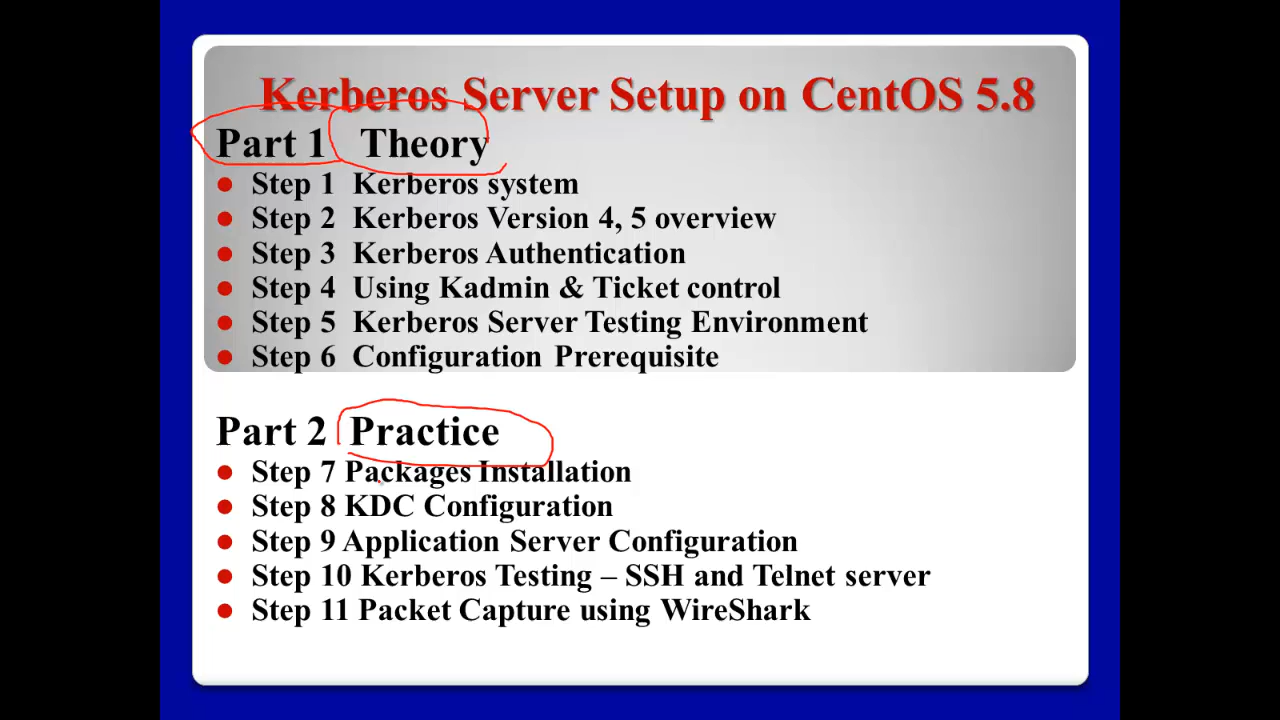 Kerberos Server Setup on CentOS 5.8
Part 1 Theory
Step 1 Kerberos system
Step 2 Kerberos Version 4, 5 overview
Step 3 Kerberos Authentication
Step 4 Using Kadmin & Ticket control
Step 5 Kerberos Server Testing Environment
Step 6 Configuration Prerequisite
Part 2 Practice
Step 7 Packages Installation
Step 8 KDC Configuration
Step 9 Application Server Configuration
Step 10 Kerberos Testing – SSH and Telnet server
Step 11 Packet Capture using WireShark